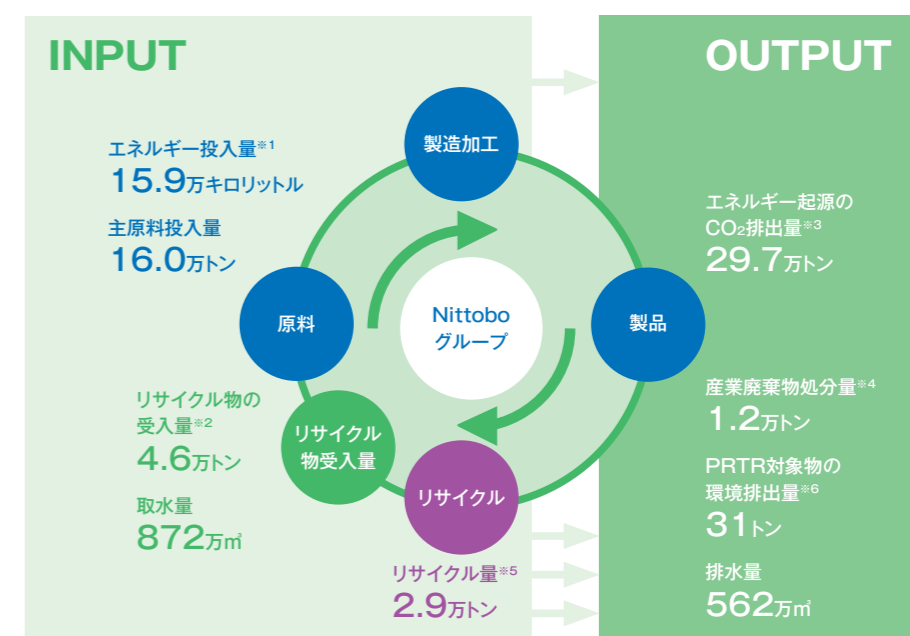 INPUT
エネルギー投入量※1
15.9万キロリットル
主原料投入量
16.0万トン
リサイクル物の
受入量※2
4.6万トン
取水量
872万㎥
製造加工
原料
Nittobo
グループ
製品
リサイクル
物受入量
リサイクル
リサイクル量※5
2.9万トン
OUTPUT
エネルギー起源の
CO2排出量※3
29.7万トン
産業廃棄物処分量※4
1.2万トン
PRTR対象物の
環境排出量※6
31トン
排水量
562万㎥